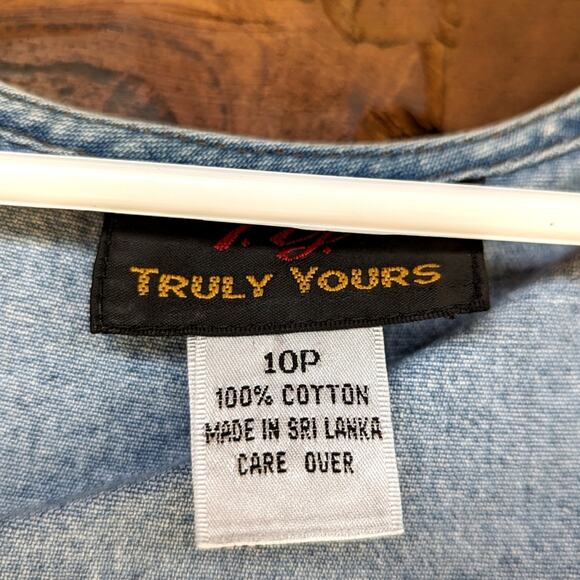 TRULY YOURS
10P
100% COTTON
MADE IN SRI LANKA
CARE OVER